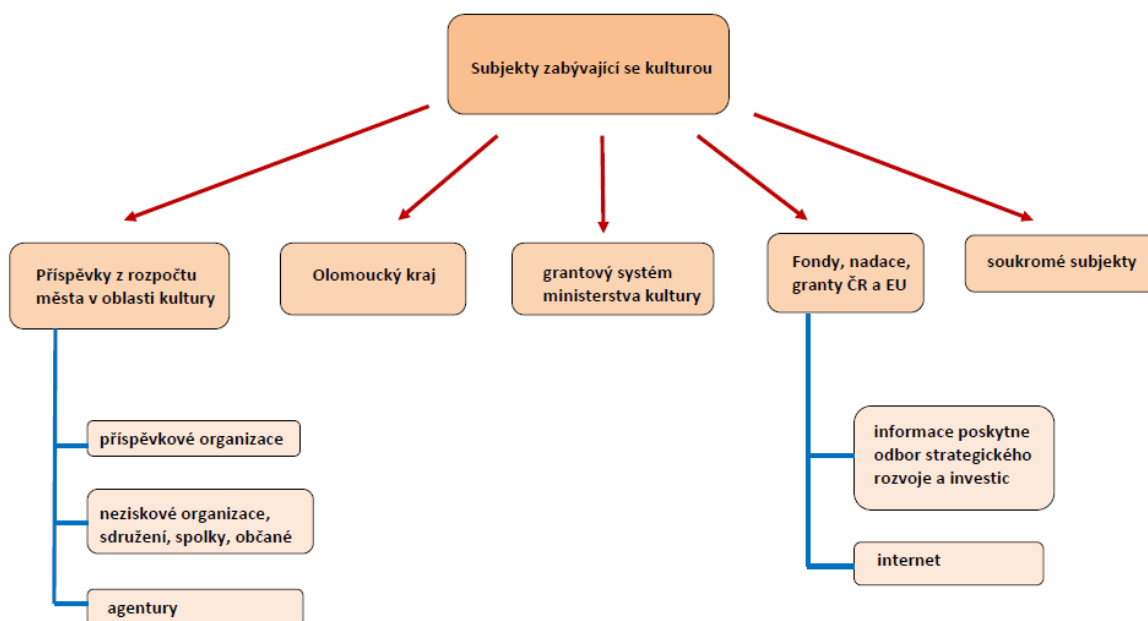 Subjekty zabývající se kulturou
Příspěvky z rozpočtu
města v oblasti kultury
Olomoucký kraj
grantový systém
ministerstva kultury
Fondy, nadace,
granty ČR a EU
soukromé subjekty
příspěvkové organizace
neziskové organizace,
sdružení, spolky, občané
agentury
informace poskytne
odbor strategického
rozvoje a investic
internet